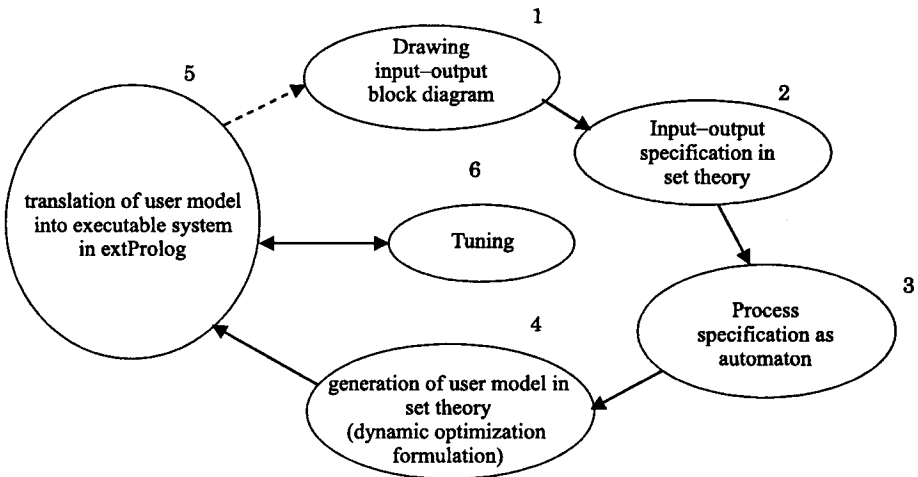 1
Drawing
input–output
block diagram
2
Input–output
specification in
set theory
3
Process
specification as
automaton
4
generation of user model in
set theory
(dynamic optimization
formulation)
5
translation of user model
into executable system
in extProlog
6
Tuning